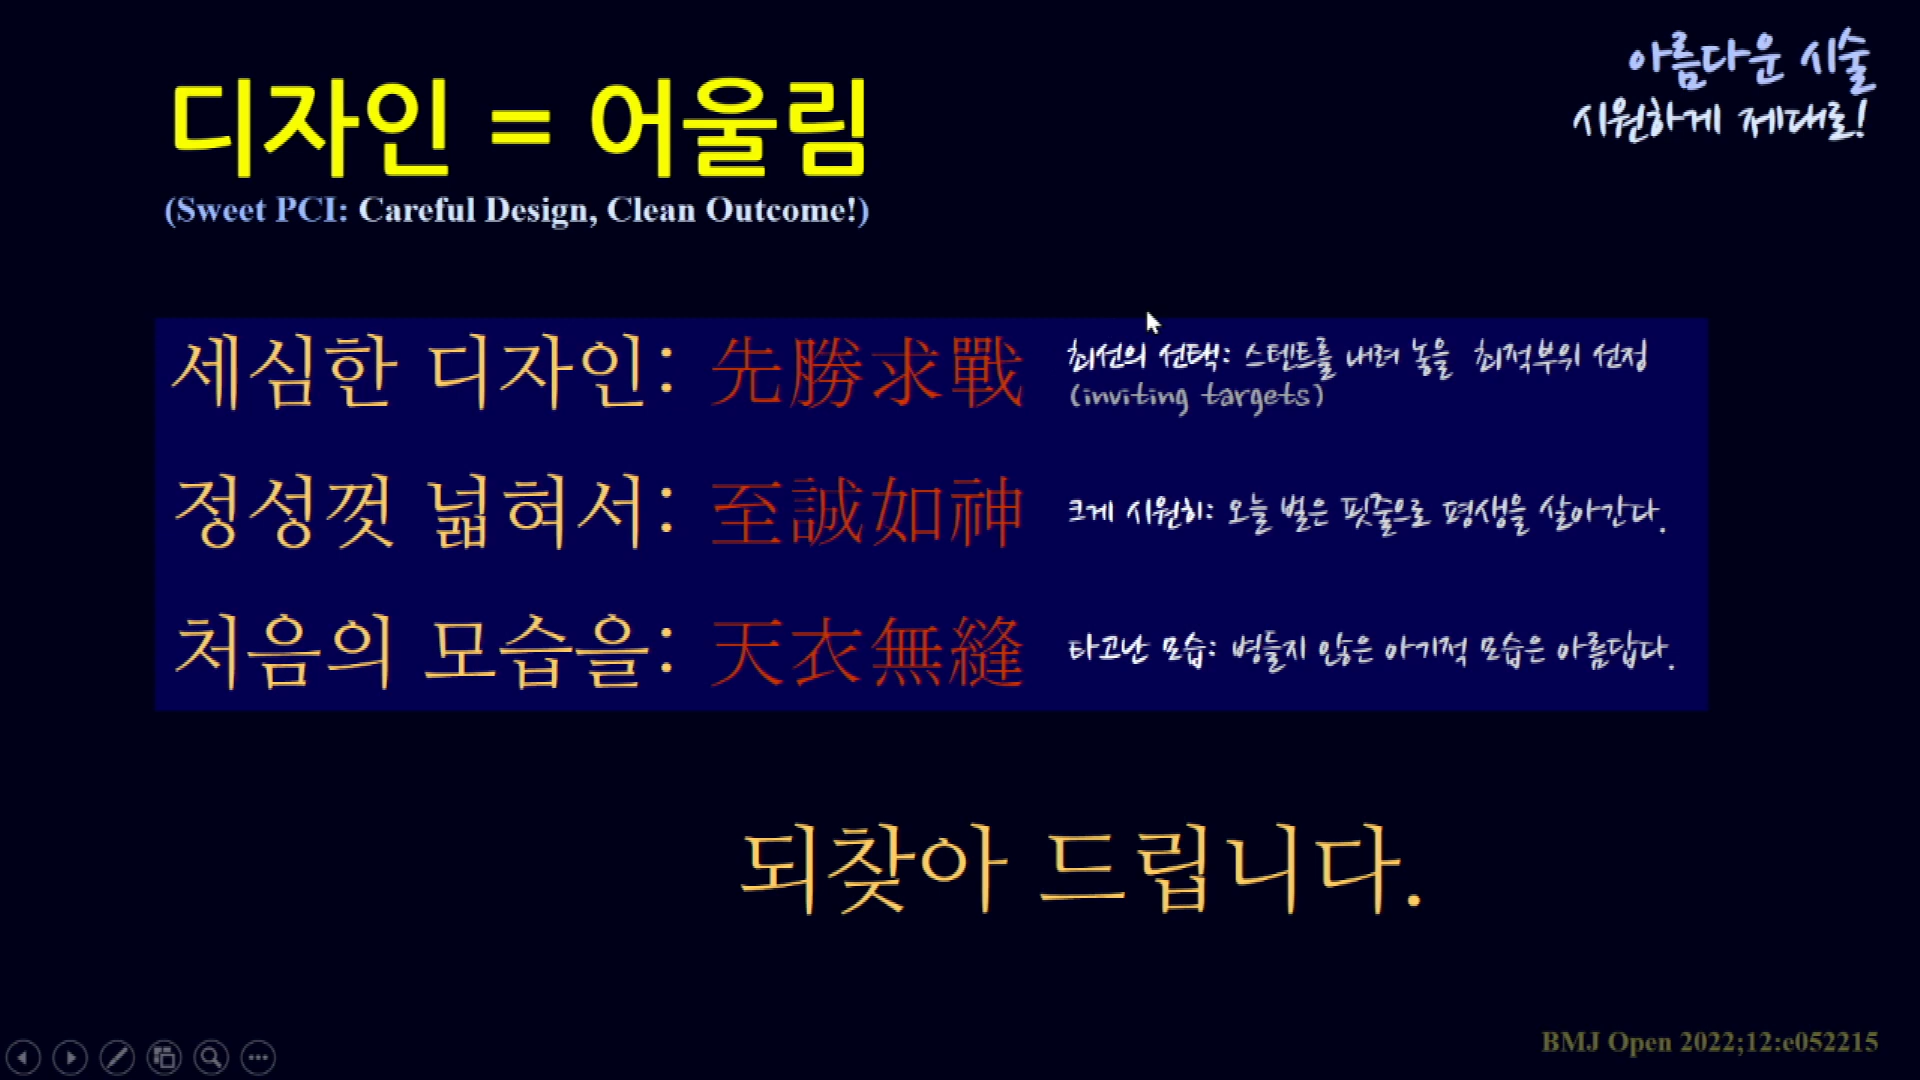 아름다운 시술
시원하게 제대로!
디자인 = 어울림
(Sweet PCI: Careful Design, Clean Outcome!)
세심한 디자인: 先勝求戰 최선의 선택: 스텐트를 내려 놓을 최적부위 선정
(inviting targets)
정성껏 넓혀서: 至誠如神 크게 시원히: 오늘 벌은 핏줄으로 평생을 살아간다.
처음의 모습을: 天衣無縫 타고난 모습: 병들지 않은 아기적 모습은 아름답다.
되찾아 드립니다.
BMJ Open 2022;12:e052215